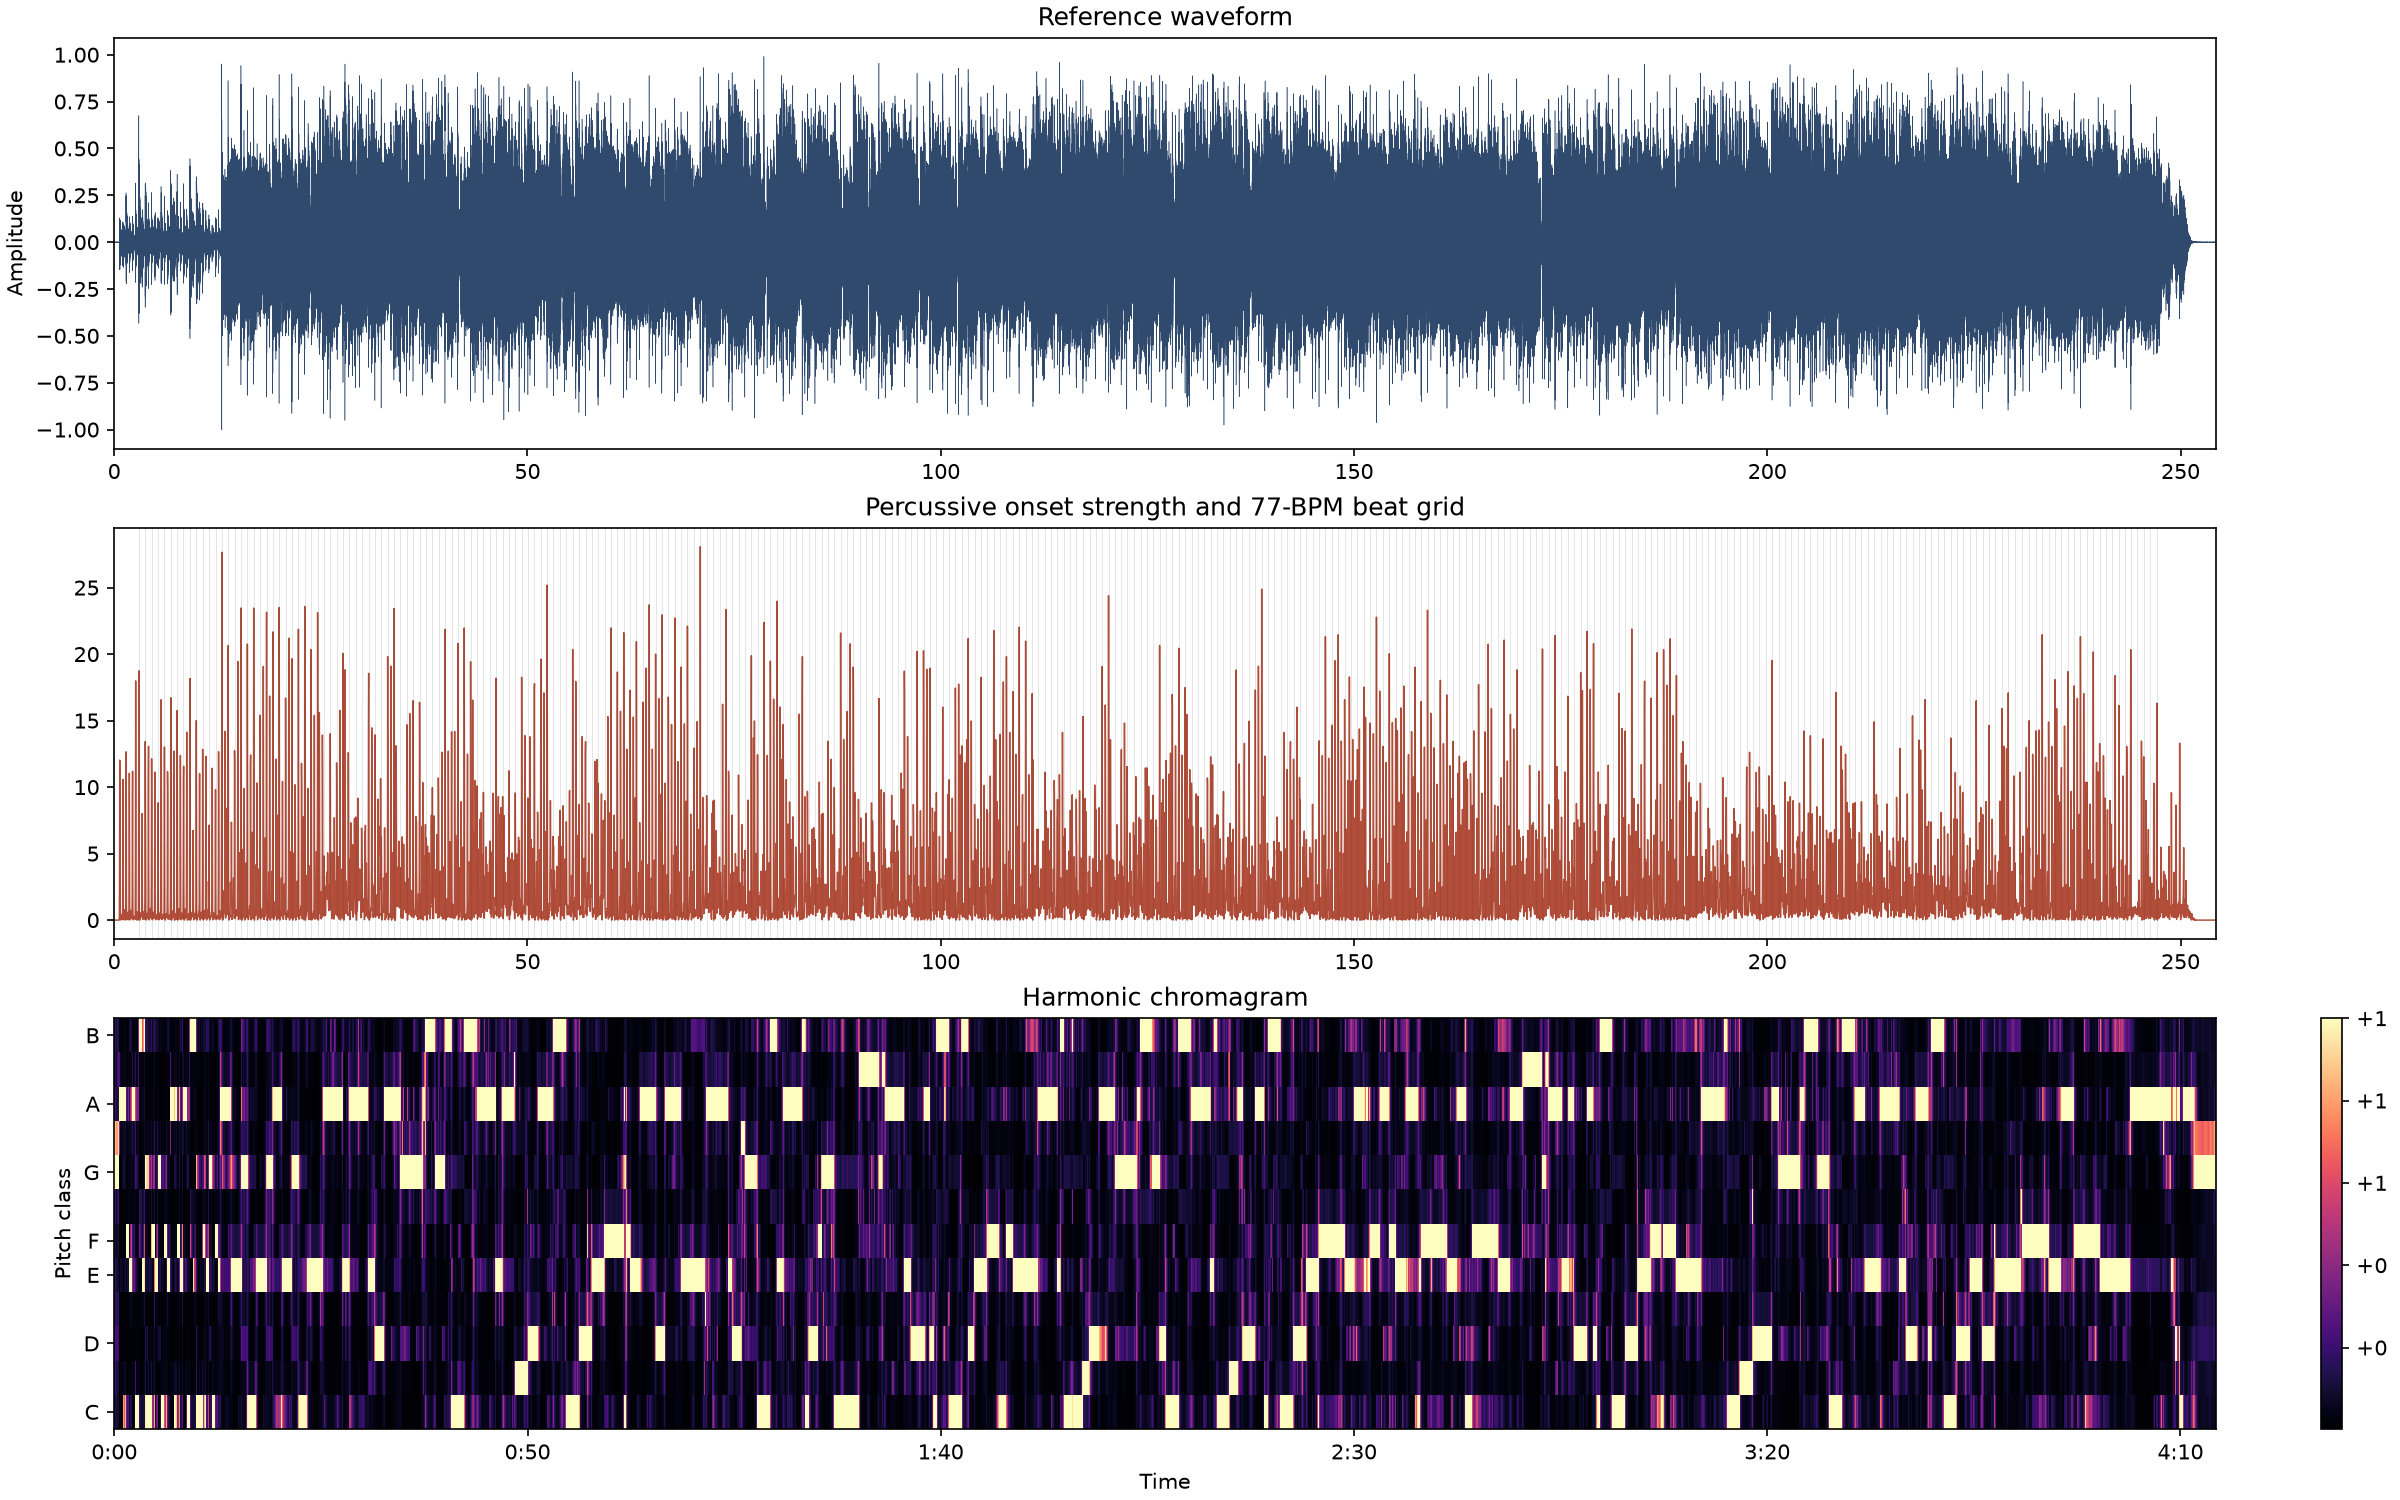 Reference waveform
1.00
0.75
0.50
0.25
0.00
−0.25
−0.50
−0.75
−1.00
Amplitude
0 50 100 150 200 250
Percussive onset strength and 77-BPM beat grid
25
20
15
10
5
0
0 50 100 150 200 250
Harmonic chromagram
B
A
G
F
E
D
C
Pitch class
0:00 0:50 1:40 2:30 3:20 4:10
Time
+1
+1
+1
+0
+0